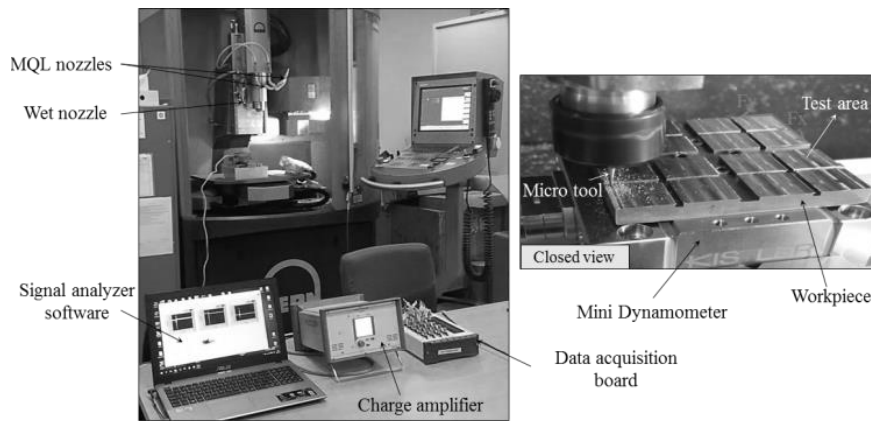 MQL nozzles
Wet nozzle
Signal analyzer
software
Charge amplifier
Data acquisition
board
Test area
Micro tool
Closed view
Mini Dynamometer
Workpiece